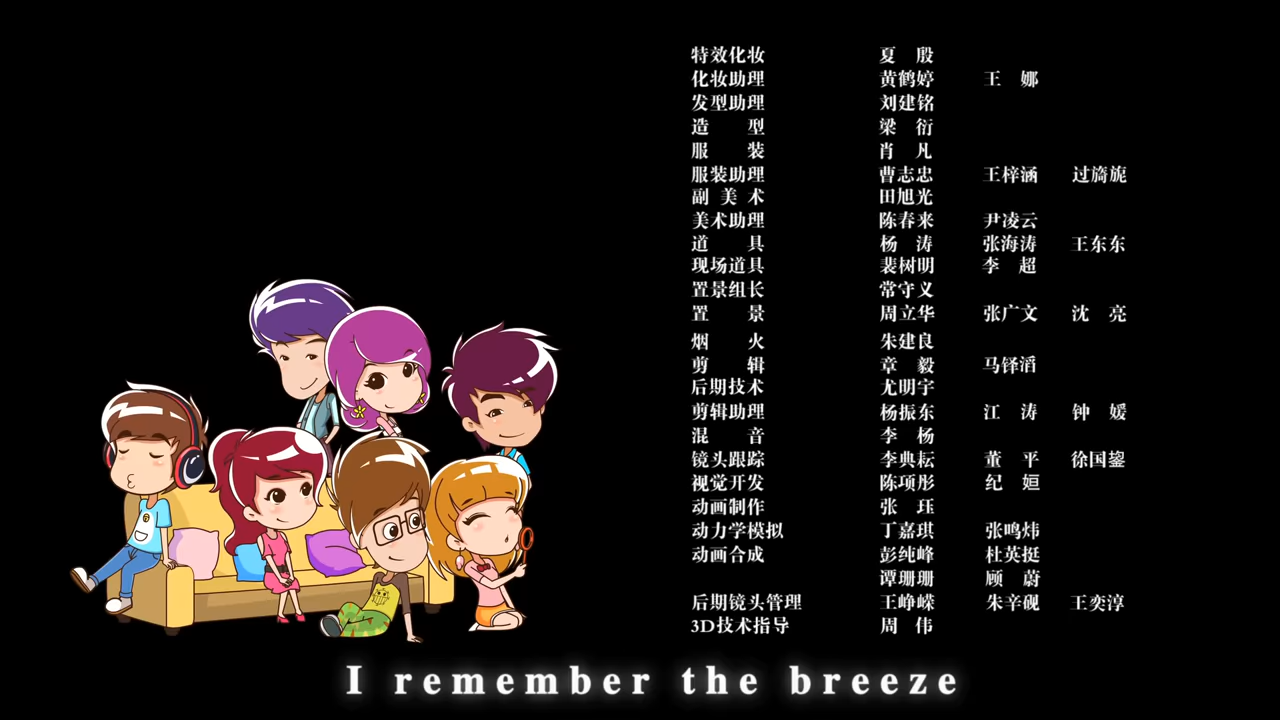 特效化妆 夏 殷
化妆助理 黄鹤婷 王 娜
发型助理 刘建铭
造 型 梁 衍
服 装 肖 凡
服装助理 曹志忠 王梓涵 过旖旎
副 美 术 田旭光
美术助理 陈春来 尹凌云
道 具 杨 涛 张海涛 王东东
现场道具 裴树明 李 超
置景组长 常守义
置 景 周立华 张广文 沈 亮
烟 火 朱建良
剪 辑 章 毅 马铎滔
后期技术 尤明宇
剪辑助理 杨振东 江 涛 钟 媛
混 音 李 杨
镜头跟踪 李典耘 董 平 徐国鋆
视觉开发 陈项彤 纪 姮
动画制作 张 珏
动力学模拟 丁嘉琪 张鸣炜
动画合成 彭纯峰 杜英挺
谭珊珊 顾 蔚
后期镜头管理 王峥嵘 朱辛砚 王奕淳
3D技术指导 周 伟
I remember the breeze